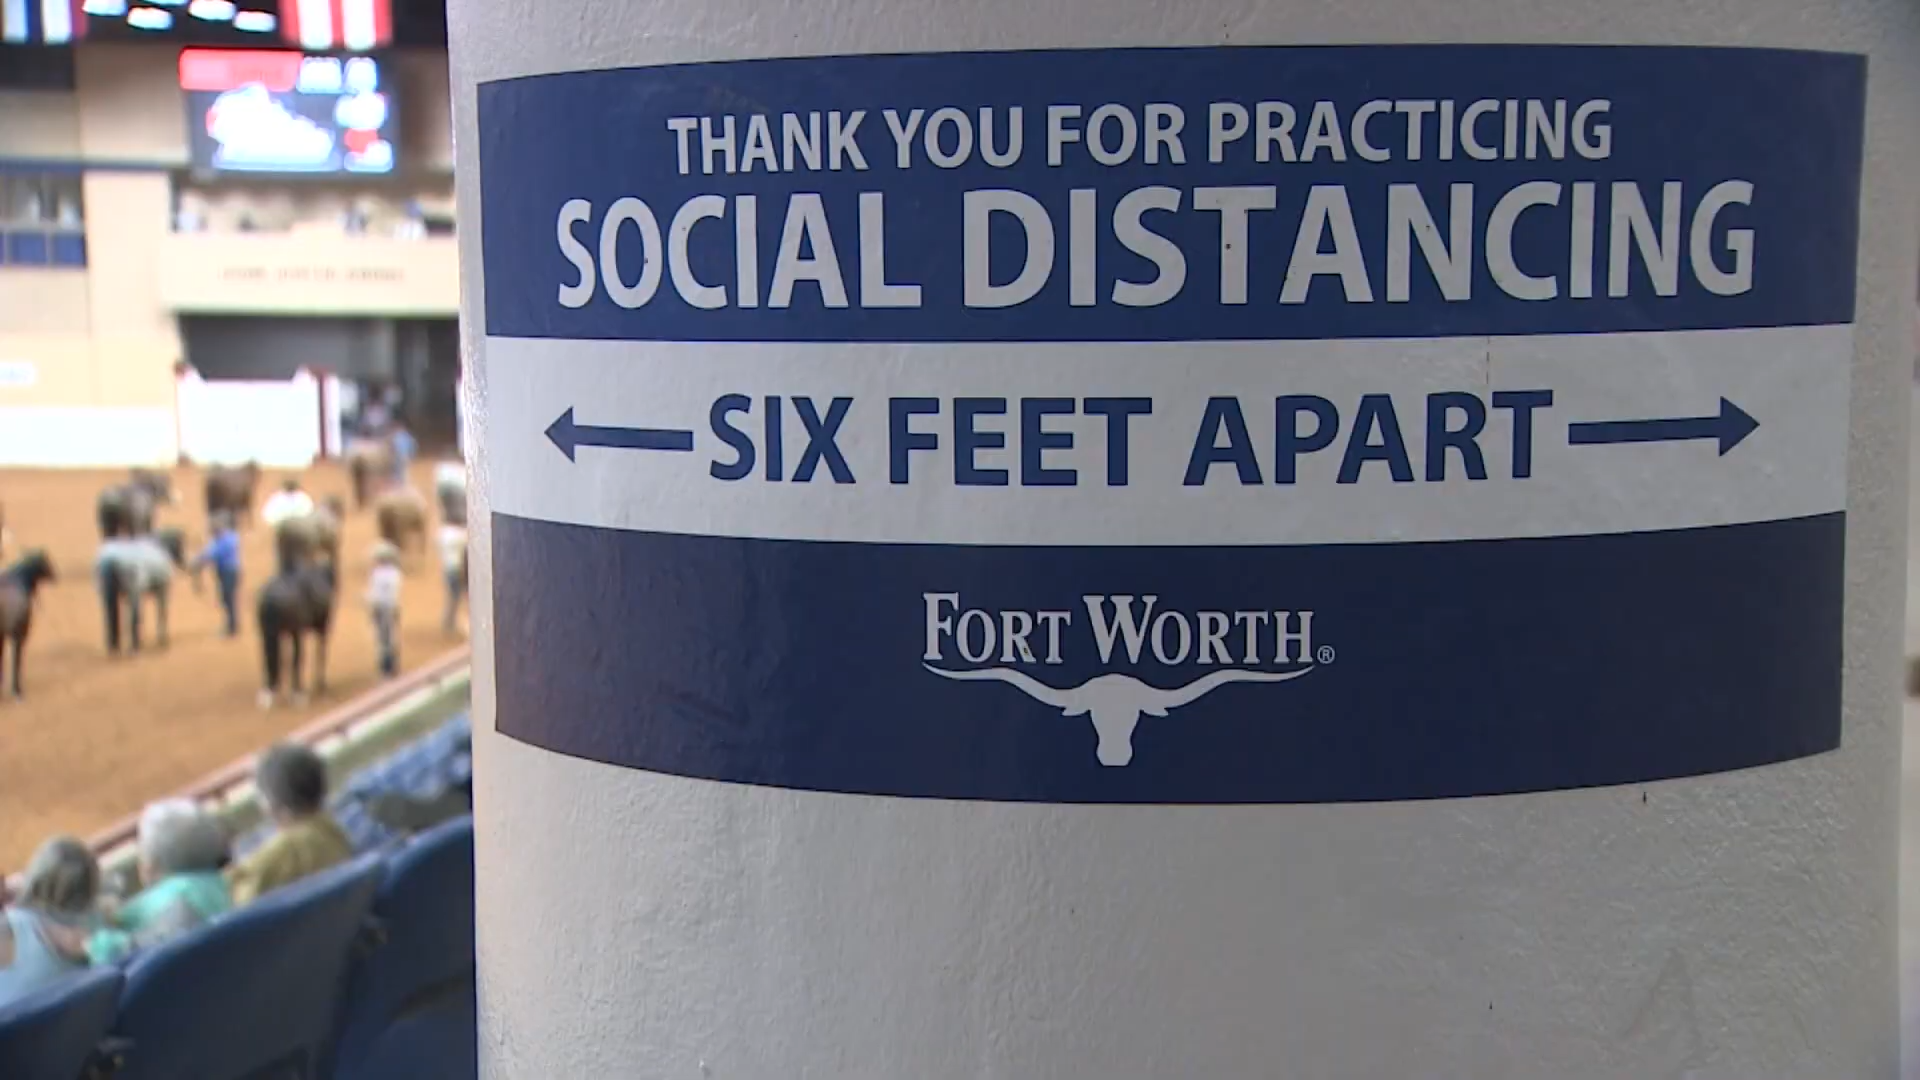 THANK YOU FOR PRACTICING
SOCIAL DISTANCING
SIX FEET APART
FORT WORTH®